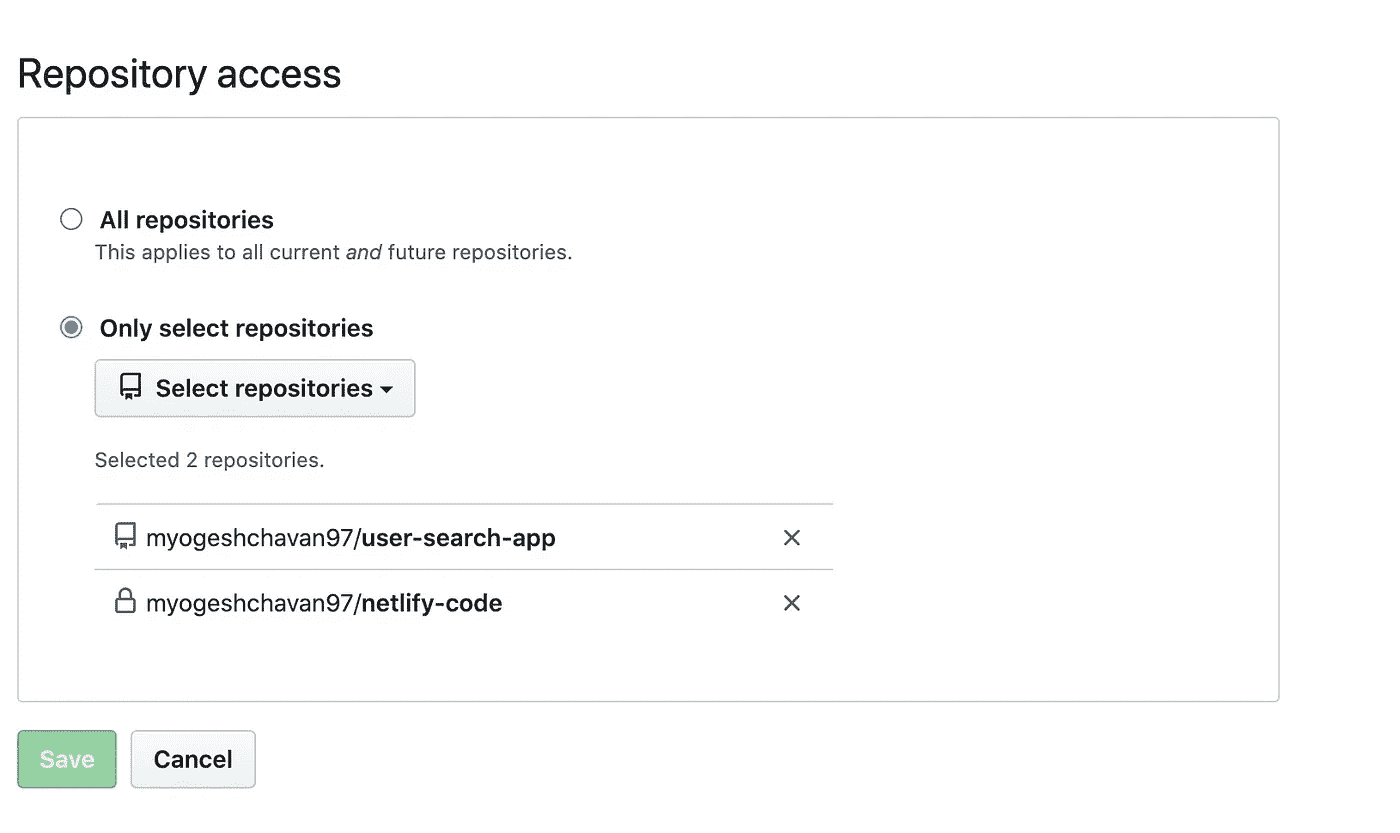 Repository access
All repositories
This applies to all current and future repositories.
Only select repositories
Select repositories
Selected 2 repositories.
myogeshchavan97/user-search-app
myogeshchavan97/netlify-code
Save
Cancel